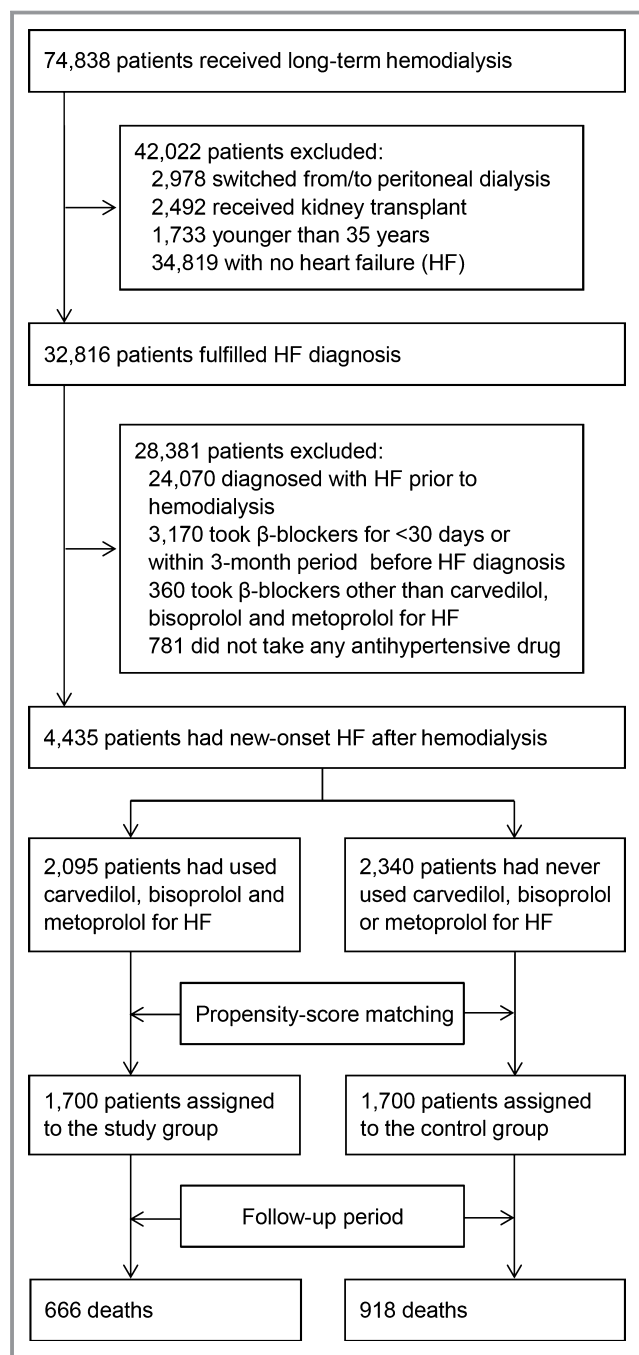 74,838 patients received long-term hemodialysis
42,022 patients excluded:
2,978 switched from/to peritoneal dialysis
2,492 received kidney transplant
1,733 younger than 35 years
34,819 with no heart failure (HF)
32,816 patients fulfilled HF diagnosis
28,381 patients excluded:
24,070 diagnosed with HF prior to
hemodialysis
3,170 took β-blockers for <30 days or
within 3-month period before HF diagnosis
360 took β-blockers other than carvedilol,
bisoprolol and metoprolol for HF
781 did not take any antihypertensive drug
4,435 patients had new-onset HF after hemodialysis
2,095 patients had used
carvedilol, bisoprolol and
metoprolol for HF
2,340 patients had never
used carvedilol, bisoprolol
or metoprolol for HF
Propensity-score matching
1,700 patients assigned
to the study group
1,700 patients assigned
to the control group
Follow-up period
666 deaths
918 deaths